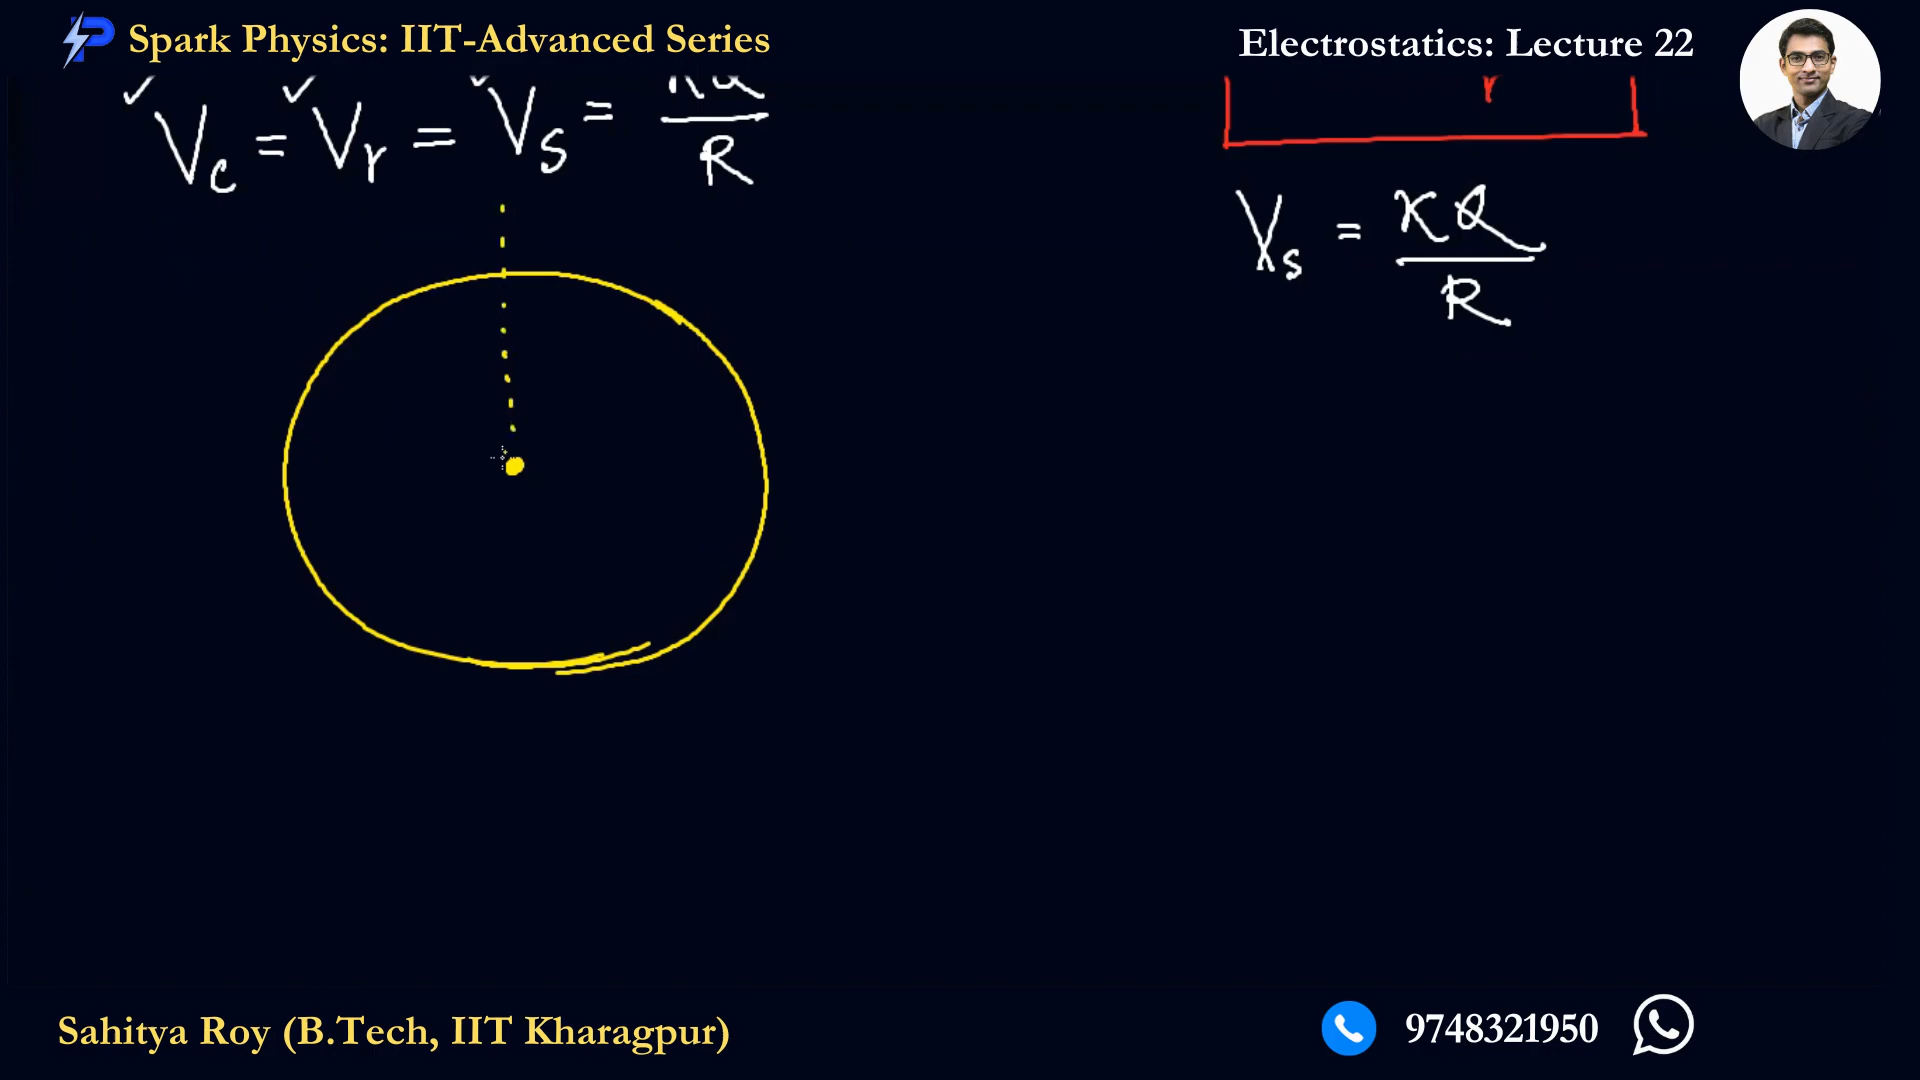 Spark Physics: IIT-Advanced Series
Electrostatics: Lecture 22
Vc = Vr = Vs = KQ/R
r
Vs = KQ/R
Sahitya Roy (B.Tech, IIT Kharagpur)
9748321950